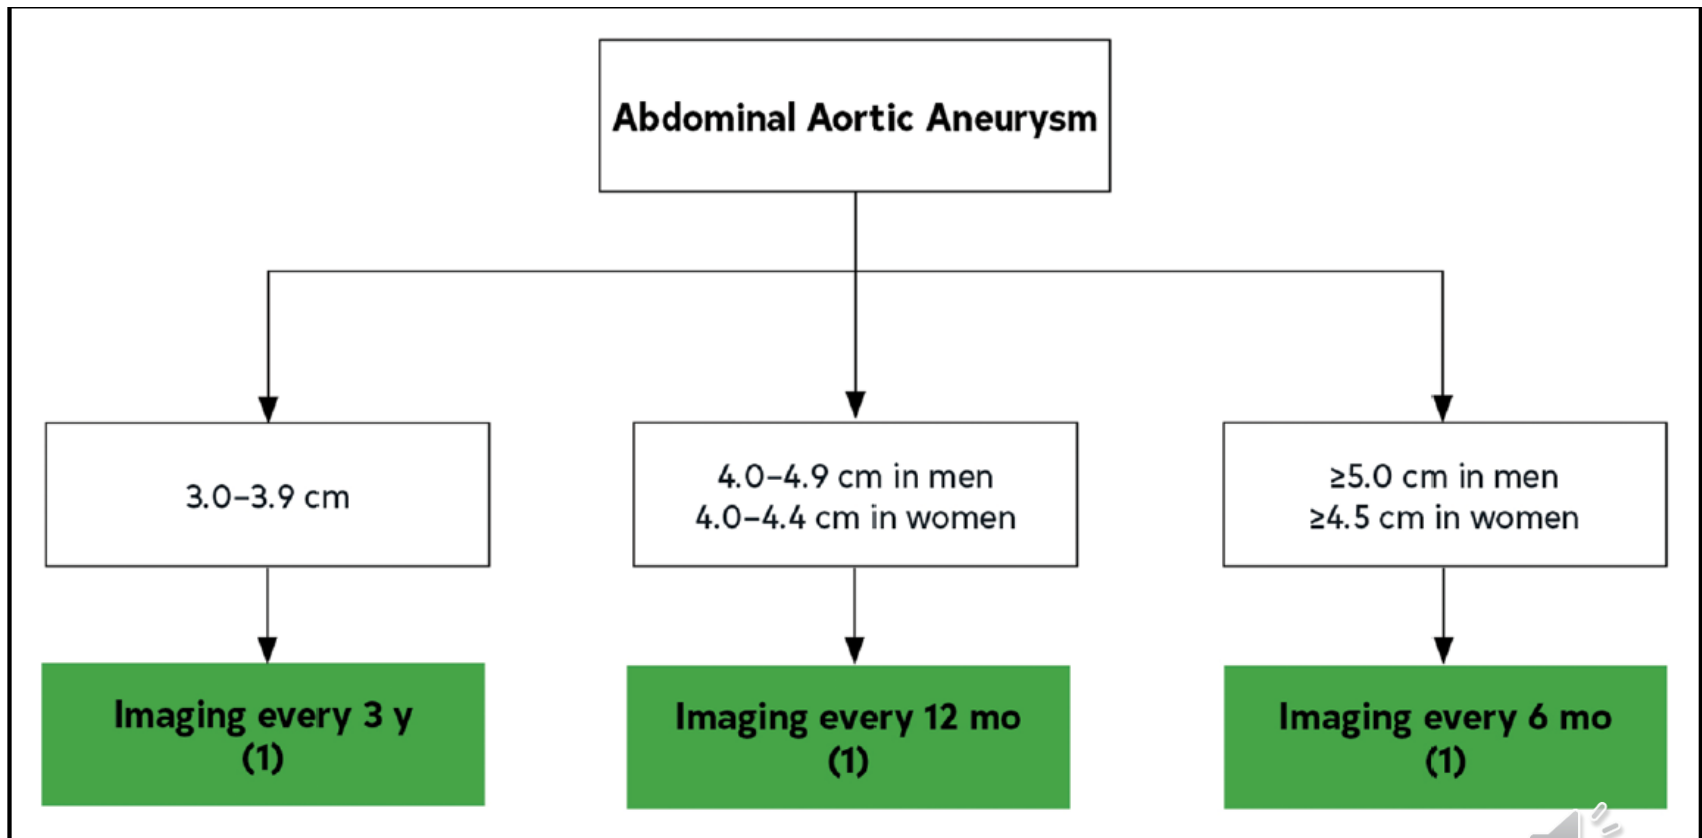 Abdominal Aortic Aneurysm
3.0–3.9 cm
4.0–4.9 cm in men
4.0–4.4 cm in women
≥5.0 cm in men
≥4.5 cm in women
Imaging every 3 y
(1)
Imaging every 12 mo
(1)
Imaging every 6 mo
(1)